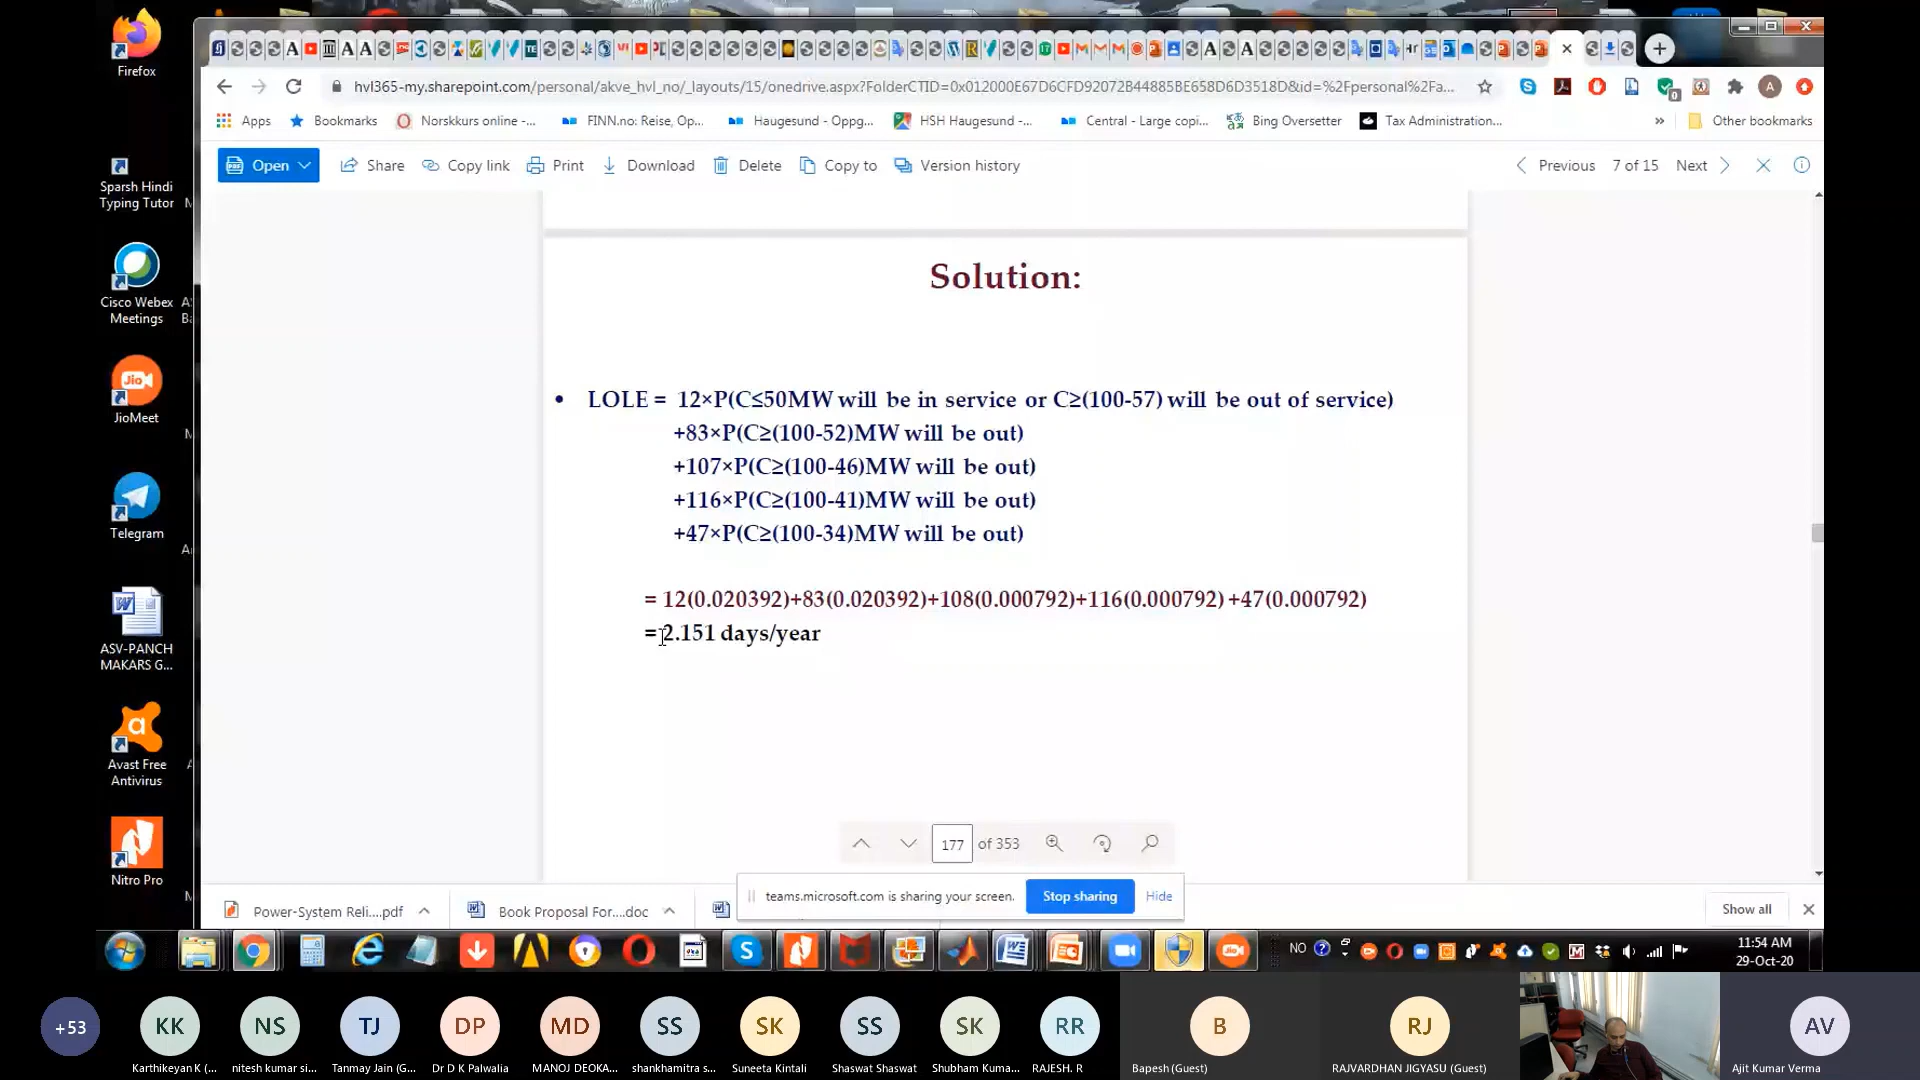 Firefox
hvl365-my.sharepoint.com/personal/akve_hvl_no/_layouts/15/onedrive.aspx?FolderCTID=0x012000E67D6CFD92072B44885BE658D6D3518D&id=%2Fpersonal%2Fa...
Apps Bookmarks Norskkurs online -... FINN.no: Reise, Op... Haugesund - Oppg... HSH Haugesund -... Central - Large copi... Bing Oversetter Tax Administration... » Other bookmarks
Open Share Copy link Print Download Delete Copy to Version history Previous 7 of 15 Next
Sparsh Hindi
Typing Tutor
Solution:
Cisco Webex
Meetings
• LOLE = 12×P(C≤50MW will be in service or C≥(100-57) will be out of service)
+83×P(C≥(100-52)MW will be out)
+107×P(C≥(100-46)MW will be out)
+116×P(C≥(100-41)MW will be out)
+47×P(C≥(100-34)MW will be out)
Jio
JioMeet
Telegram
= 12(0.020392)+83(0.020392)+108(0.000792)+116(0.000792) +47(0.000792)
= 2.151 days/year
ASV-PANCH
MAKARS G...
Avast Free
Antivirus
Nitro Pro
177 of 353
teams.microsoft.com is sharing your screen. Stop sharing Hide
Power-System Reli....pdf Book Proposal For....doc Show all
NO
11:54 AM
29-Oct-20
+53 KK NS TJ DP MD SS SK SS SK RR B RJ AV
Karthikeyan K (... nitesh kumar si... Tanmay Jain (G... Dr D K Palwalia MANOJ DEOKA... shankhamitra s... Suneeta Kintali Shaswat Shaswat Shubham Kuma... RAJESH. R Bapesh (Guest) RAJVARDHAN JIGYASU (Guest) Ajit Kumar Verma